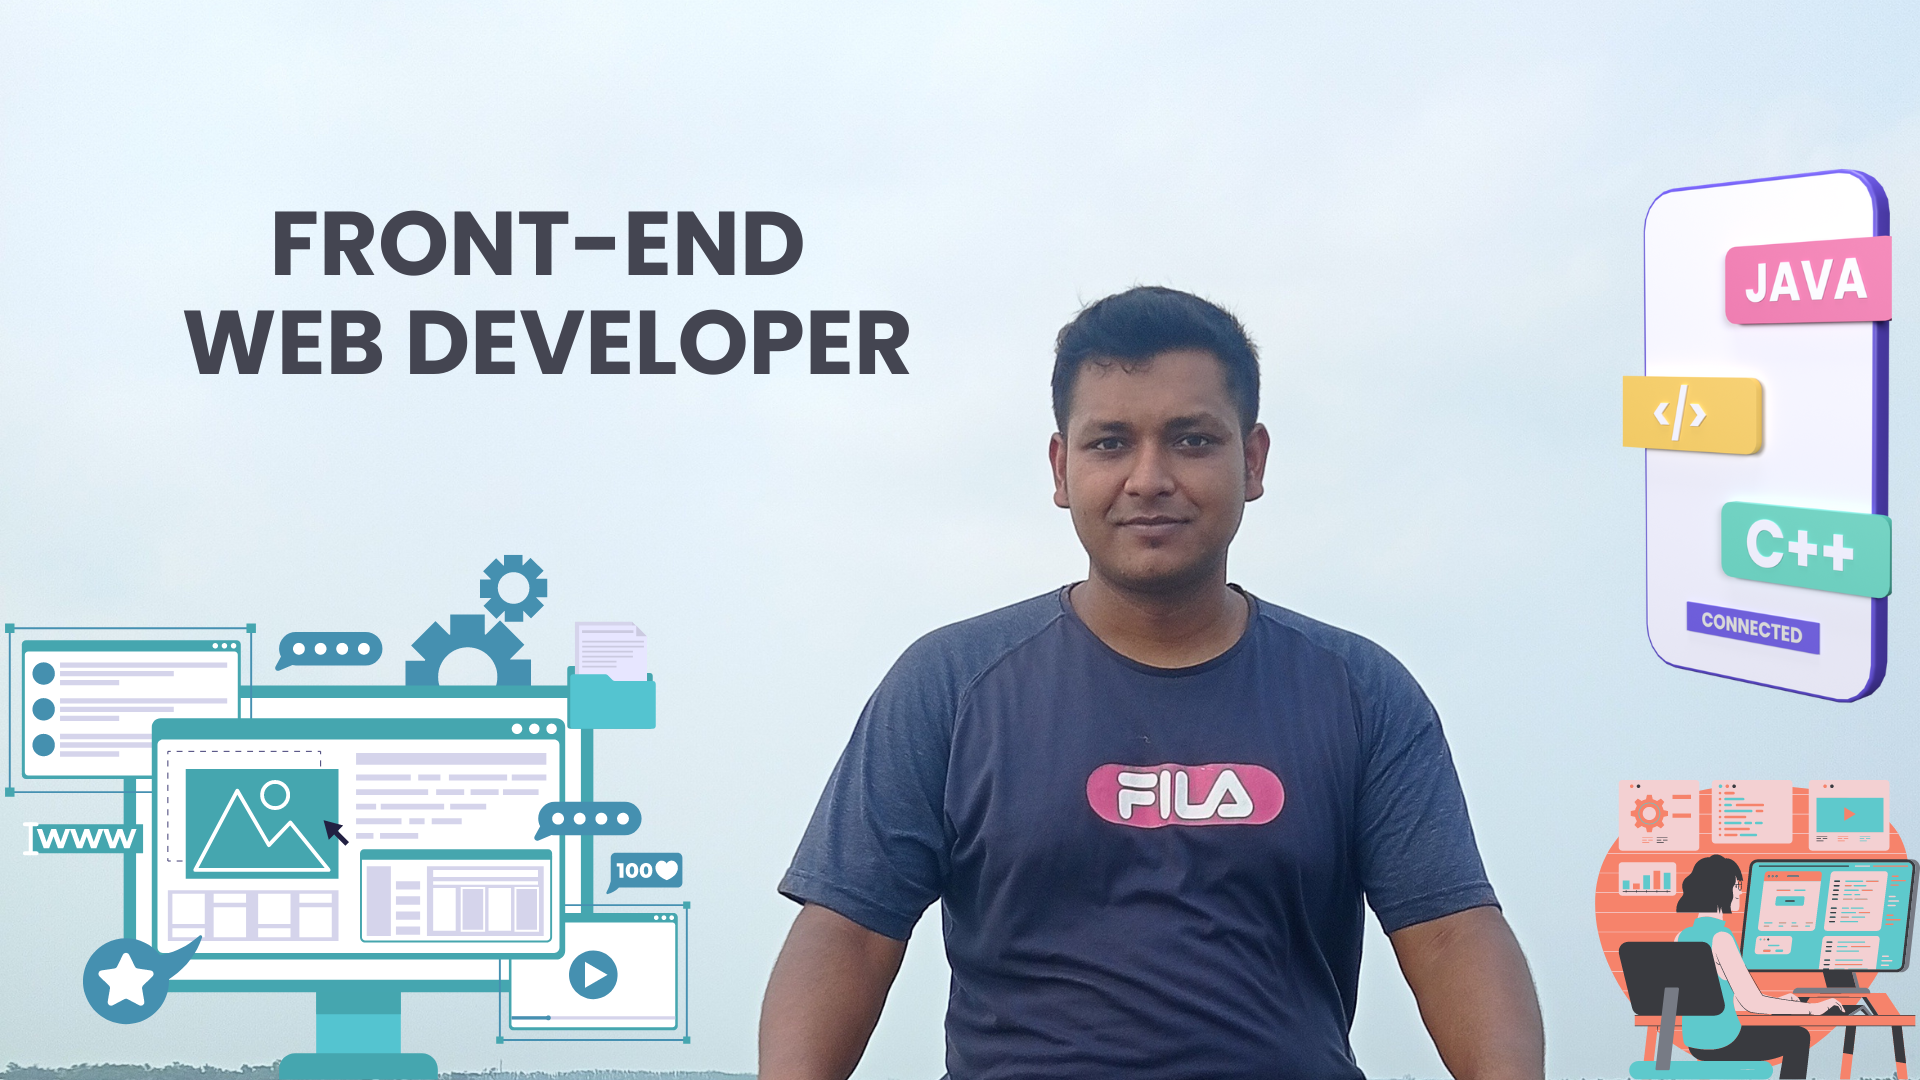 FRONT-END
WEB DEVELOPER
JAVA
</>
C++
CONNECTED
FILA
WWW
100